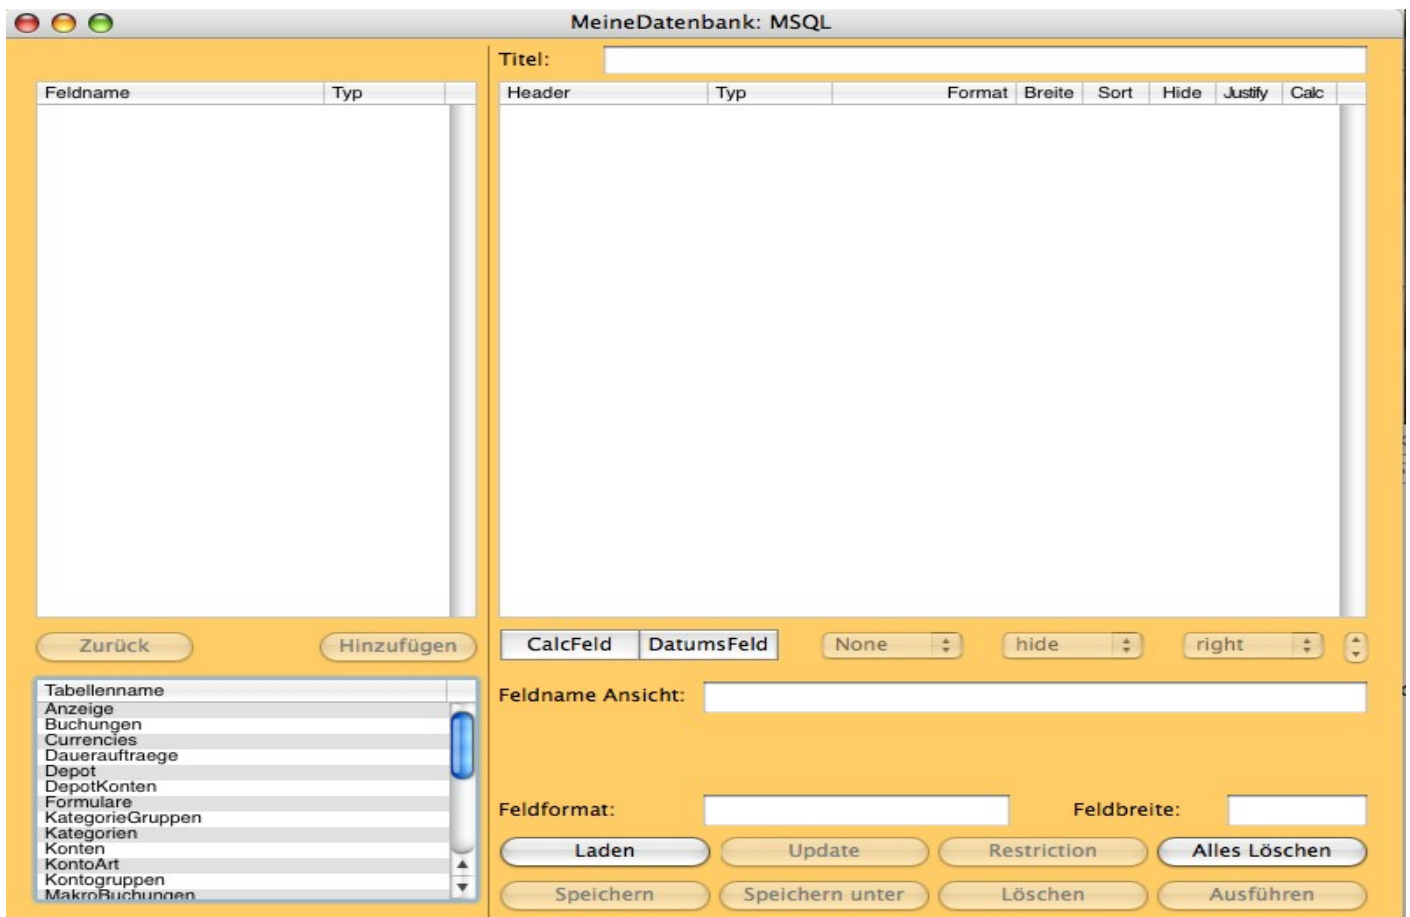 MeineDatenbank: MSQL
Titel:
Feldname Typ
Header Typ Format Breite Sort Hide Justify Calc
Zurück Hinzufügen
CalcFeld DatumsFeld None hide right
Tabellenname
Anzeige
Buchungen
Currencies
Dauerauftraege
Depot
DepotKonten
Formulare
KategorieGruppen
Kategorien
Konten
KontoArt
Kontogruppen
MakroBuchungen
Feldname Ansicht:
Feldformat: Feldbreite:
Laden Update Restriction Alles Löschen
Speichern Speichern unter Löschen Ausführen